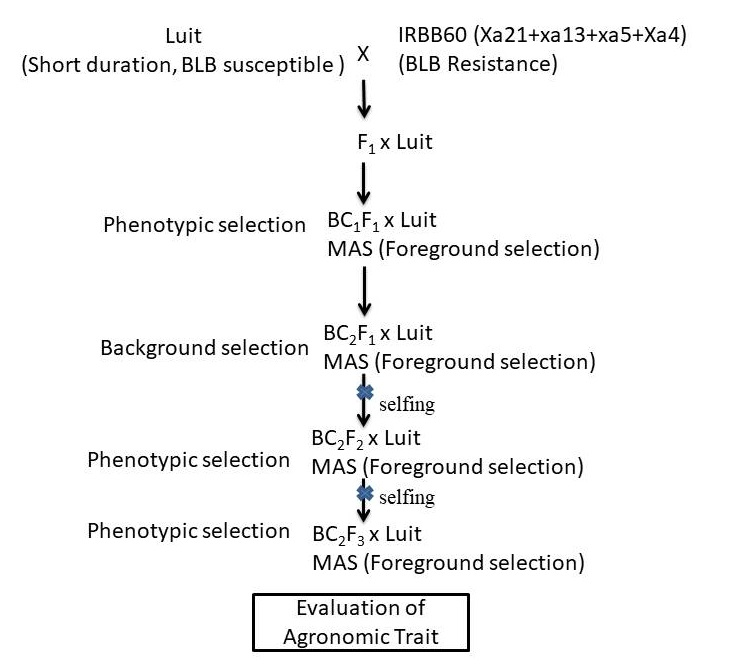 Luit
(Short duration, BLB susceptible )
X
IRBB60 (Xa21+xa13+xa5+Xa4)
(BLB Resistance)
F₁ x Luit
Phenotypic selection
BC₁F₁ x Luit
MAS (Foreground selection)
Background selection
BC₂F₁ x Luit
MAS (Foreground selection)
selfing
Phenotypic selection
BC₂F₂ x Luit
MAS (Foreground selection)
selfing
Phenotypic selection
BC₂F₃ x Luit
MAS (Foreground selection)
Evaluation of
Agronomic Trait